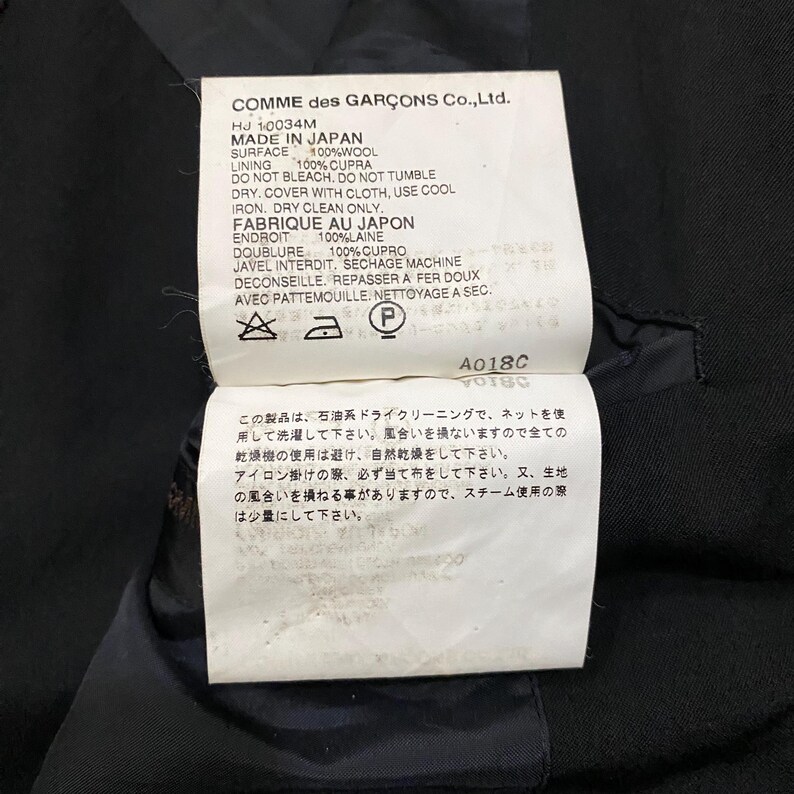 COMME des GARÇONS Co.,Ltd.
HJ 10034M
MADE IN JAPAN
SURFACE 100%WOOL
LINING 100%CUPRA
DO NOT BLEACH. DO NOT TUMBLE
DRY. COVER WITH CLOTH, USE COOL
IRON. DRY CLEAN ONLY.
FABRIQUE AU JAPON
ENDROIT 100%LAINE
DOUBLURE 100%CUPRO
JAVEL INTERDIT. SECHAGE MACHINE
DECONSEILLE. REPASSER A FER DOUX
AVEC PATTEMOUILLE. NETTOYAGE A SEC.
P
A018C
この製品は、石油系ドライクリーニングで、ネットを使
用して洗濯して下さい。風合いを損ないますので全ての
乾燥機の使用は避け、自然乾燥をして下さい。
アイロン掛けの際、必ず当て布をして下さい。又、生地
の風合いを損ねる事がありますので、スチーム使用の際
は少量にして下さい。